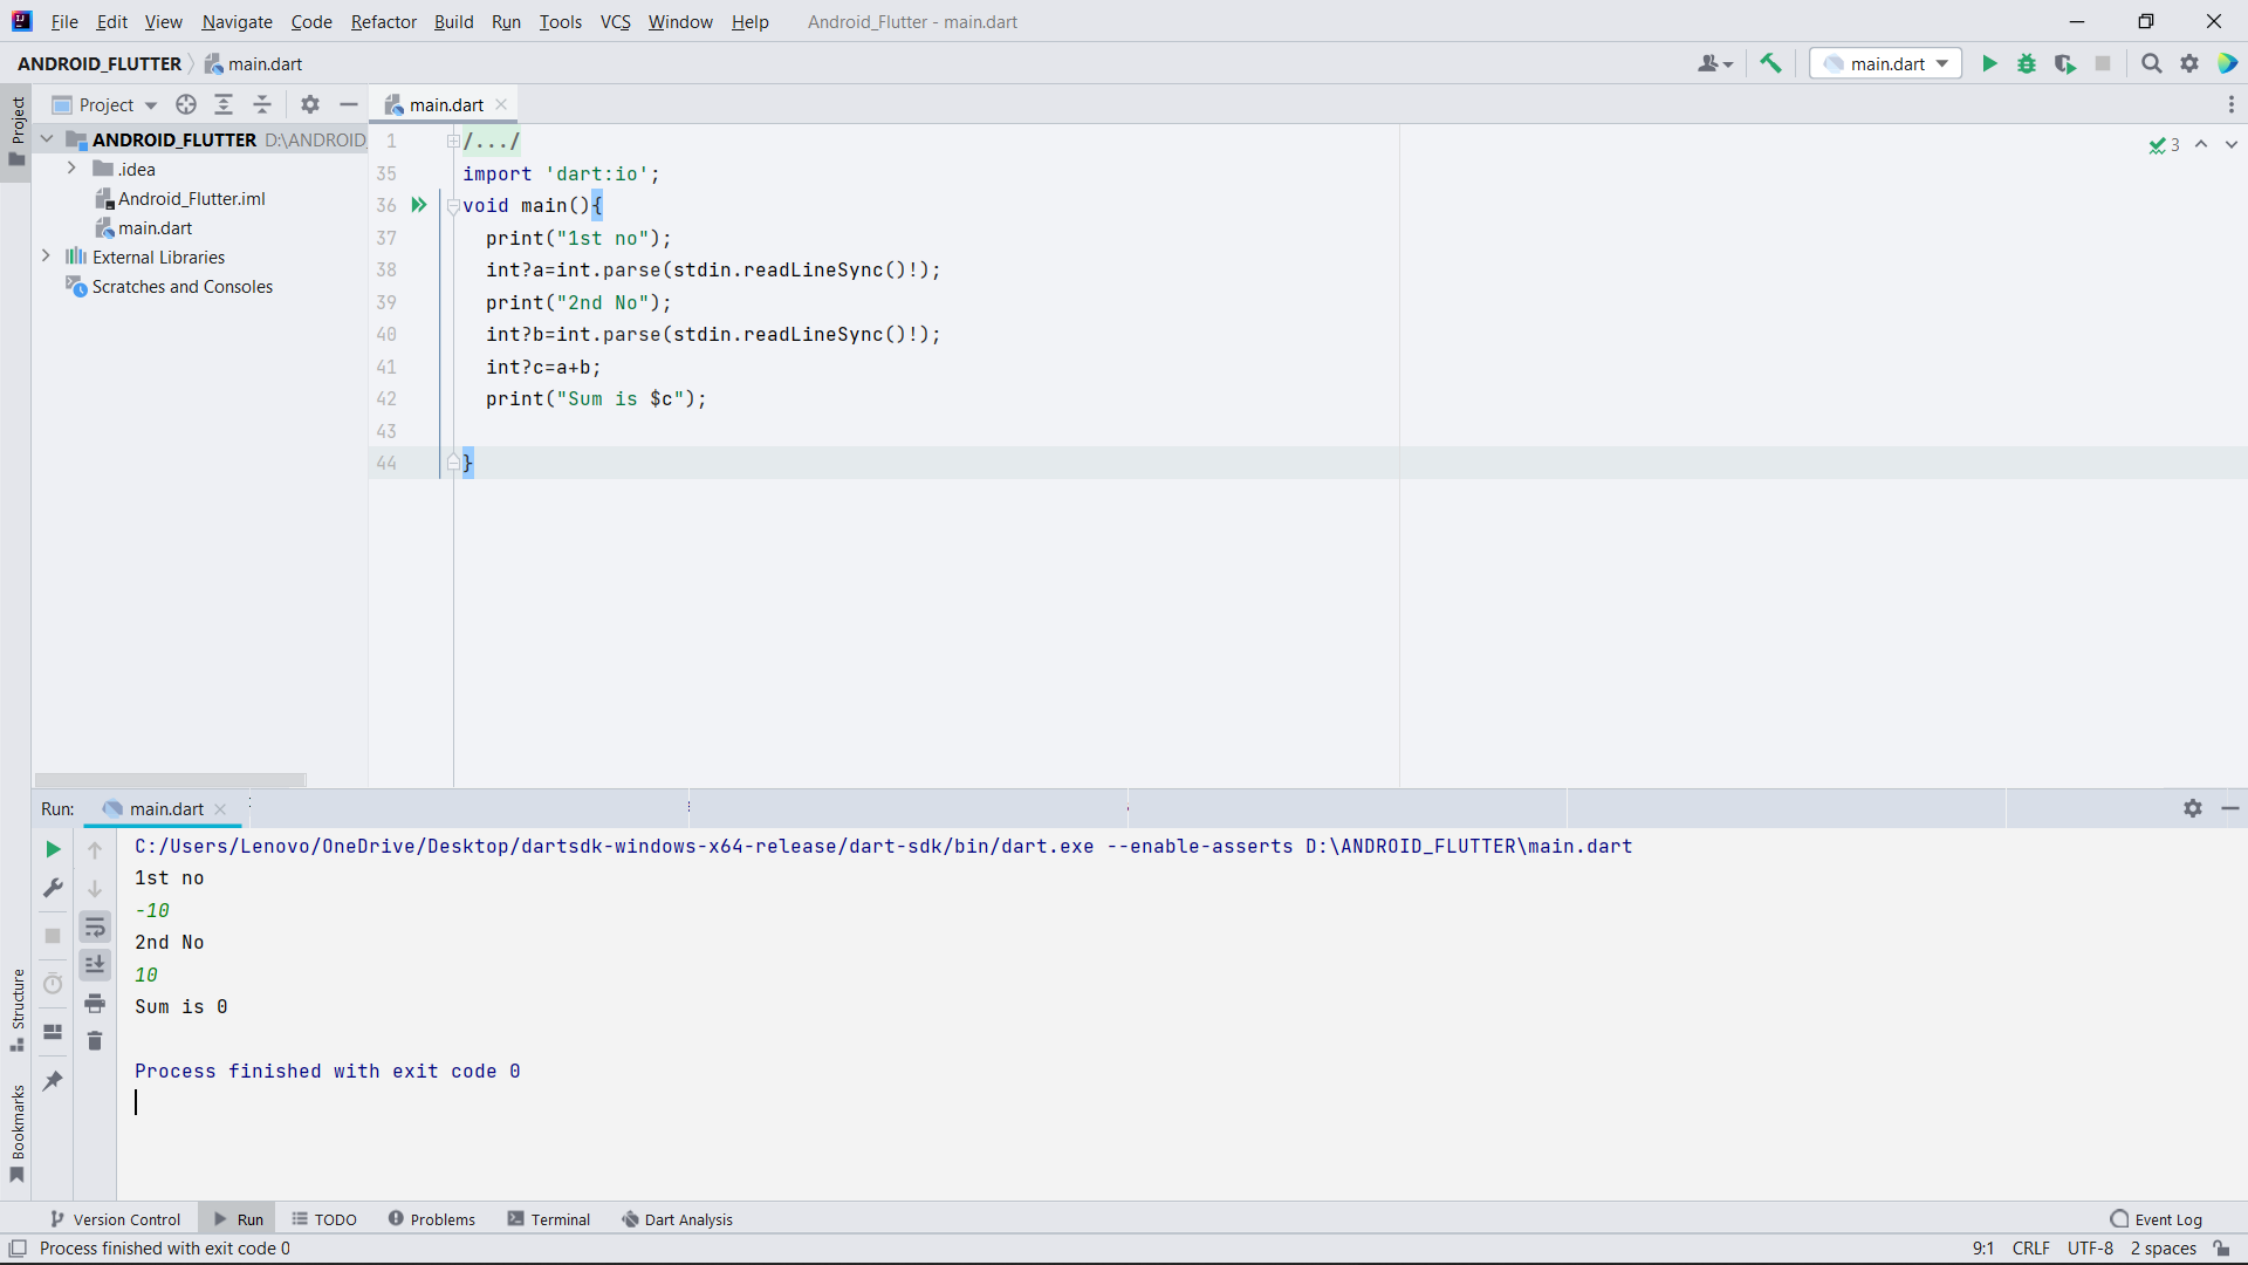 File Edit View Navigate Code Refactor Build Run Tools VCS Window Help Android_Flutter - main.dart
ANDROID_FLUTTER main.dart main.dart
Project main.dart
Project
ANDROID_FLUTTER D:\ANDROID_
.idea
Android_Flutter.iml
main.dart
External Libraries
Scratches and Consoles
3
1 /.../
35 import 'dart:io';
36 void main(){
37 print("1st no");
38 int?a=int.parse(stdin.readLineSync()!);
39 print("2nd No");
40 int?b=int.parse(stdin.readLineSync()!);
41 int?c=a+b;
42 print("Sum is $c");
43
44 }
Run: main.dart
C:/Users/Lenovo/OneDrive/Desktop/dartsdk-windows-x64-release/dart-sdk/bin/dart.exe --enable-asserts D:\ANDROID_FLUTTER\main.dart
1st no
-10
2nd No
10
Sum is 0
Process finished with exit code 0
Structure
Bookmarks
Version Control Run TODO Problems Terminal Dart Analysis Event Log
Process finished with exit code 0 9:1 CRLF UTF-8 2 spaces